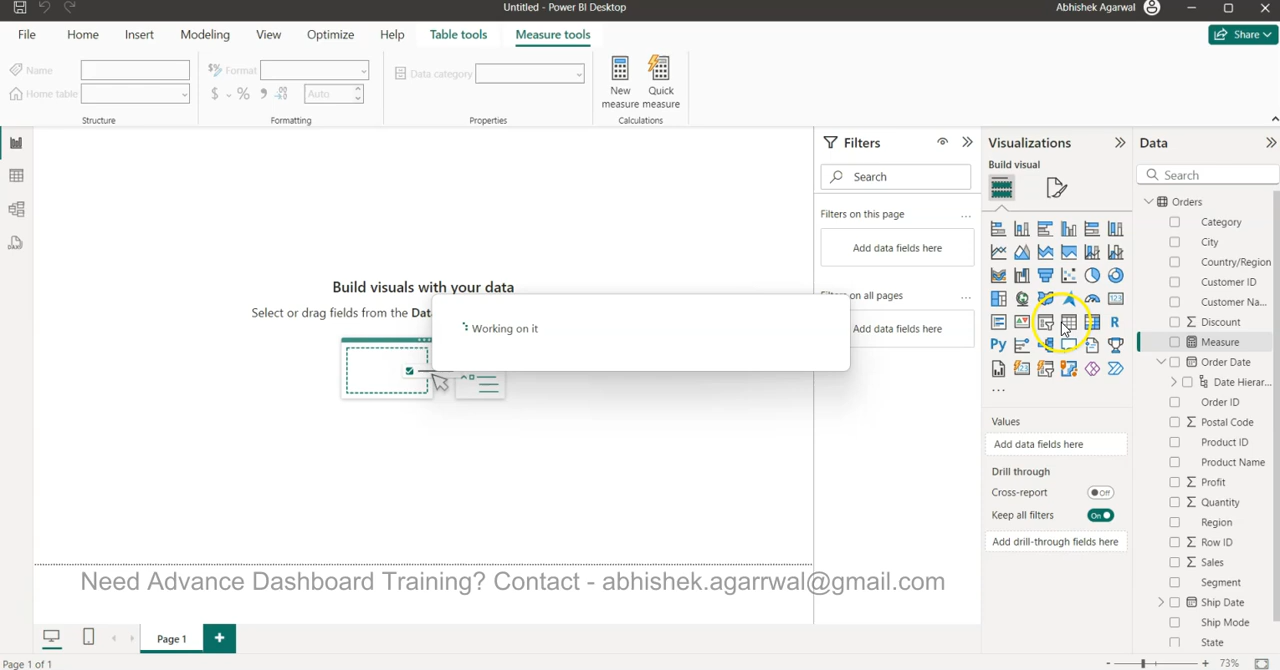 Untitled - Power BI Desktop
Abhishek Agarwal
File
Home
Insert
Modeling
View
Optimize
Help
Table tools
Measure tools
Share
Name
Home table
Structure
Format
$
%
Auto
Formatting
Data category
Properties
New
measure
Quick
measure
Calculations
Build visuals with your data
Select or drag fields from the
Working on it
Filters
Search
Filters on this page
...
Add data fields here
on all pages
...
Add data fields here
Visualizations
Build visual
123
R
Py
...
Values
Add data fields here
Drill through
Cross-report
Off
Keep all filters
On
Add drill-through fields here
Data
Search
Orders
Category
City
Country/Region
Customer ID
Customer Na...
Discount
Measure
Order Date
Date Hierar...
Order ID
Postal Code
Product ID
Product Name
Profit
Quantity
Region
Row ID
Sales
Segment
Ship Date
Ship Mode
State
Need Advance Dashboard Training? Contact - abhishek.agarrwal@gmail.com
Page 1
+
Page 1 of 1
- + 73%